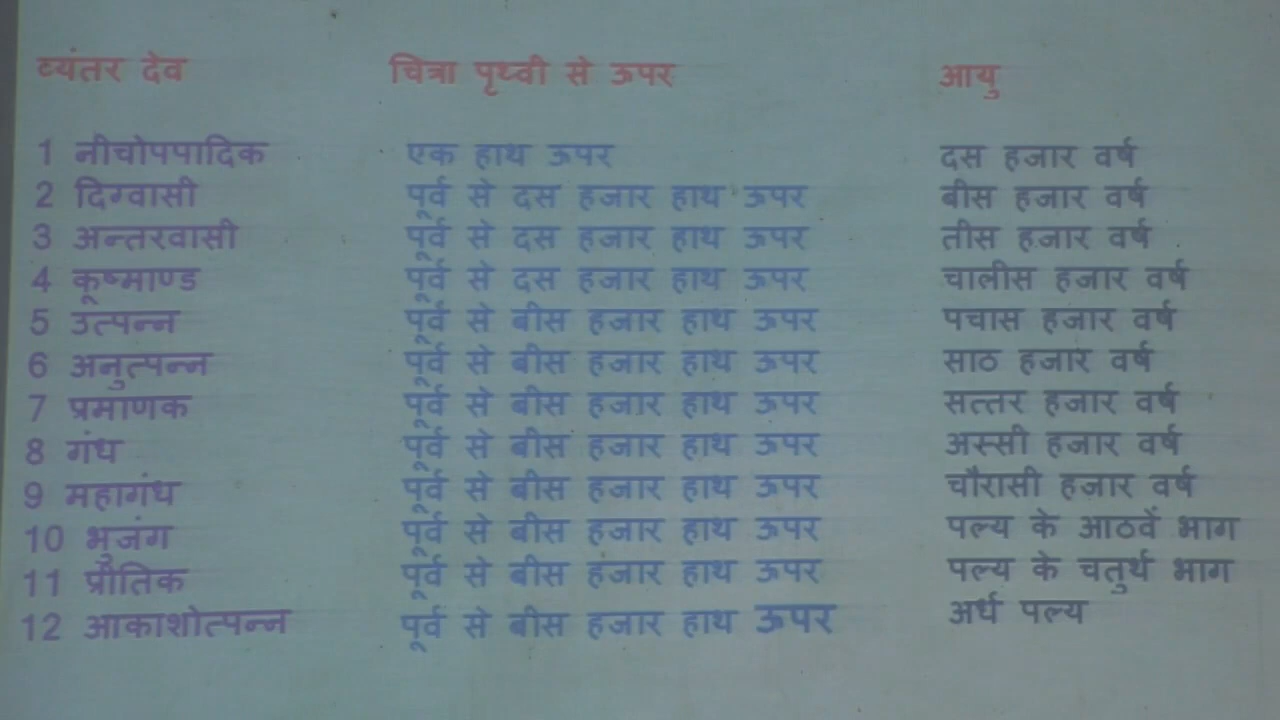 व्यंतर देव चित्रा पृथ्वी से ऊपर आयु
1 नीचोपपादिक एक हाथ ऊपर दस हजार वर्ष
2 दिग्वासी पूर्व से दस हजार हाथ ऊपर बीस हजार वर्ष
3 अन्तरवासी पूर्व से दस हजार हाथ ऊपर तीस हजार वर्ष
4 कूष्माण्ड पूर्व से दस हजार हाथ ऊपर चालीस हजार वर्ष
5 उत्पन्न पूर्व से बीस हजार हाथ ऊपर पचास हजार वर्ष
6 अनुत्पन्न पूर्व से बीस हजार हाथ ऊपर साठ हजार वर्ष
7 प्रमाणक पूर्व से बीस हजार हाथ ऊपर सत्तर हजार वर्ष
8 गंध पूर्व से बीस हजार हाथ ऊपर अस्सी हजार वर्ष
9 महागंध पूर्व से बीस हजार हाथ ऊपर चौरासी हजार वर्ष
10 भुजंग पूर्व से बीस हजार हाथ ऊपर पल्य के आठवें भाग
11 प्रीतिक पूर्व से बीस हजार हाथ ऊपर पल्य के चतुर्थ भाग
12 आकाशोत्पन्न पूर्व से बीस हजार हाथ ऊपर अर्ध पल्य